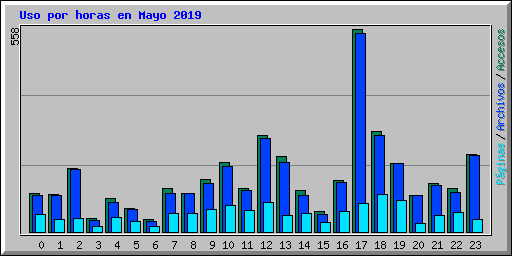 Uso por horas en Mayo 2019
558
Páginas / Archivos / Accesos
0 1 2 3 4 5 6 7 8 9 10 11 12 13 14 15 16 17 18 19 20 21 22 23